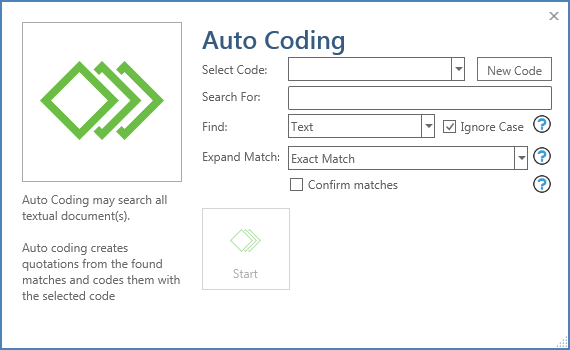 Auto Coding
Select Code:
New Code
Search For:
Find:
Text
Ignore Case
?
Expand Match:
Exact Match
?
Confirm matches
?
Auto Coding may search all
textual document(s).
Auto coding creates
quotations from the found
matches and codes them with
the selected code
Start